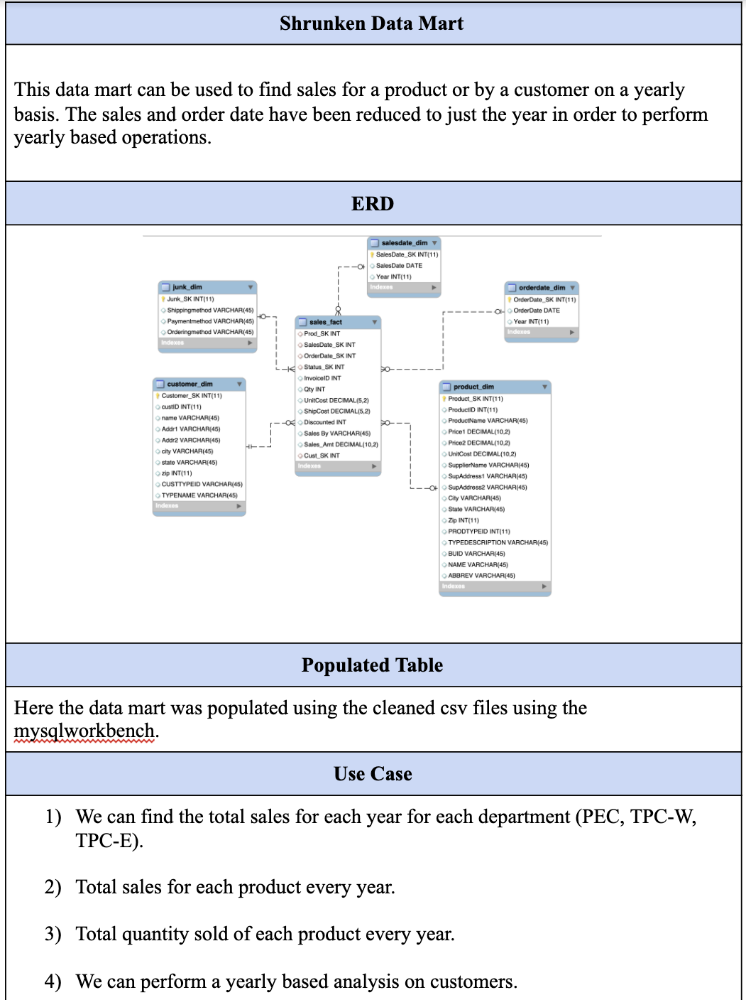 Shrunken Data Mart
This data mart can be used to find sales for a product or by a customer on a yearly
basis. The sales and order date have been reduced to just the year in order to perform
yearly based operations.
ERD
salesdate_dim
SalesDate_SK INT(11)
SalesDate DATE
Year INT(11)
Indexes
junk_dim
Junk_SK INT(11)
Shippingmethod VARCHAR(45)
Paymentmethod VARCHAR(45)
Orderingmethod VARCHAR(45)
Indexes
orderdate_dim
OrderDate_SK INT(11)
OrderDate DATE
Year INT(11)
Indexes
sales_fact
Prod_SK INT
SalesDate_SK INT
OrderDate_SK INT
Status_SK INT
InvoiceID INT
Qty INT
UnitCost DECIMAL(5,2)
ShipCost DECIMAL(5,2)
Discounted INT
Sales By VARCHAR(45)
Sales_Amt DECIMAL(10,2)
Cust_SK INT
Indexes
customer_dim
Customer_SK INT(11)
custID INT(11)
name VARCHAR(45)
Addr1 VARCHAR(45)
Addr2 VARCHAR(45)
city VARCHAR(45)
state VARCHAR(45)
zip INT(11)
CUSTTYPEID VARCHAR(45)
TYPENAME VARCHAR(45)
Indexes
product_dim
Product_SK INT(11)
ProductID INT(11)
ProductName VARCHAR(45)
Price1 DECIMAL(10,2)
Price2 DECIMAL(10,2)
UnitCost DECIMAL(10,2)
SupplierName VARCHAR(45)
SupAddress1 VARCHAR(45)
SupAddress2 VARCHAR(45)
City VARCHAR(45)
State VARCHAR(45)
Zip INT(11)
PRODTYPEID INT(11)
TYPEDESCRIPTION VARCHAR(45)
BUID VARCHAR(45)
NAME VARCHAR(45)
ABBREV VARCHAR(45)
Indexes
Populated Table
Here the data mart was populated using the cleaned csv files using the
mysqlworkbench.
Use Case
1) We can find the total sales for each year for each department (PEC, TPC-W,
TPC-E).
2) Total sales for each product every year.
3) Total quantity sold of each product every year.
4) We can perform a yearly based analysis on customers.